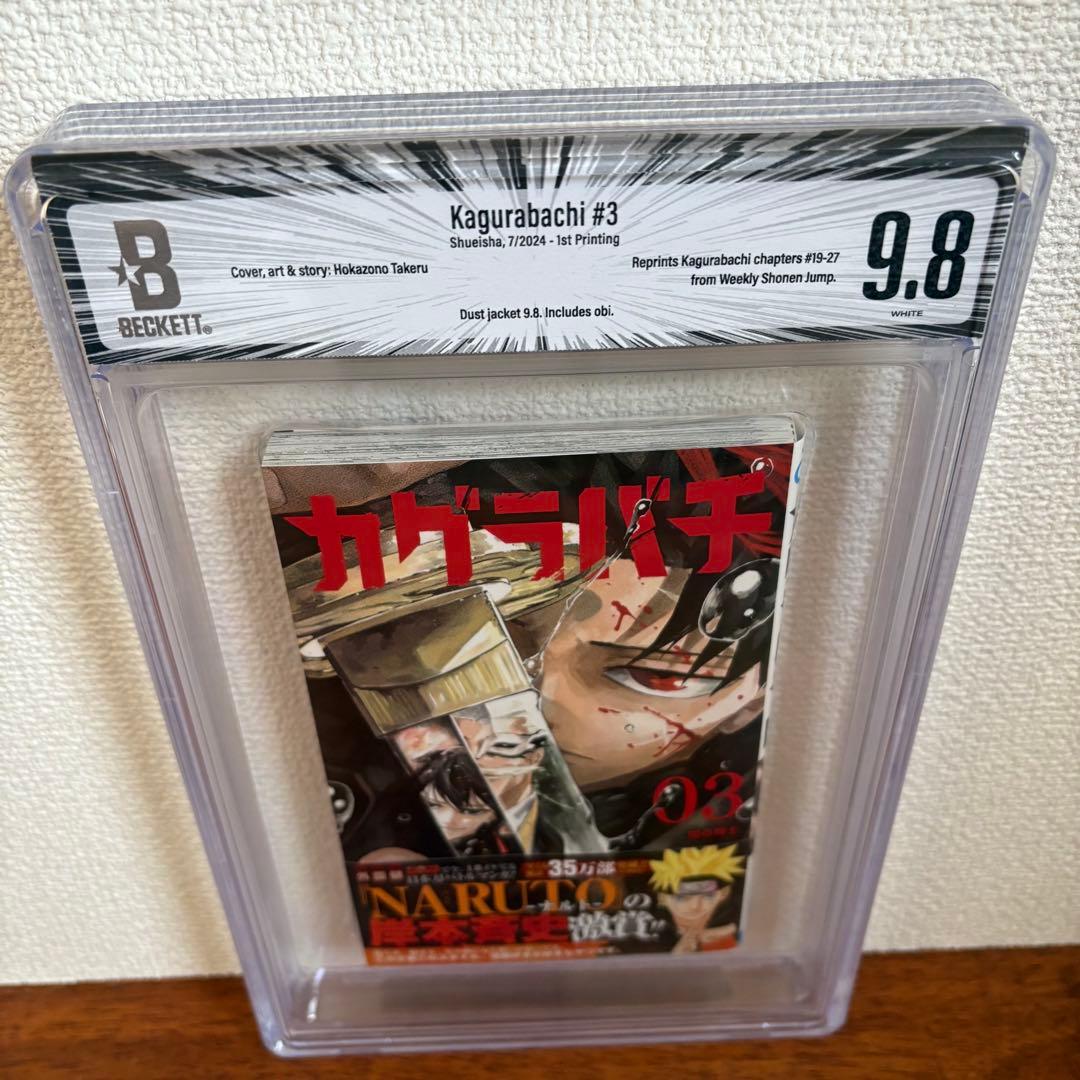 B
BECKETT®
Kagurabachi #3
Shueisha, 7/2024 - 1st Printing
Cover, art & story: Hokazono Takeru
Reprints Kagurabachi chapters #19-27
from Weekly Shonen Jump.
Dust jacket 9.8. Includes obi.
9.8
WHITE
カグラバチ
03
35万部
『NARUTO
-ナルト-』の
岸本斉史激賞!!